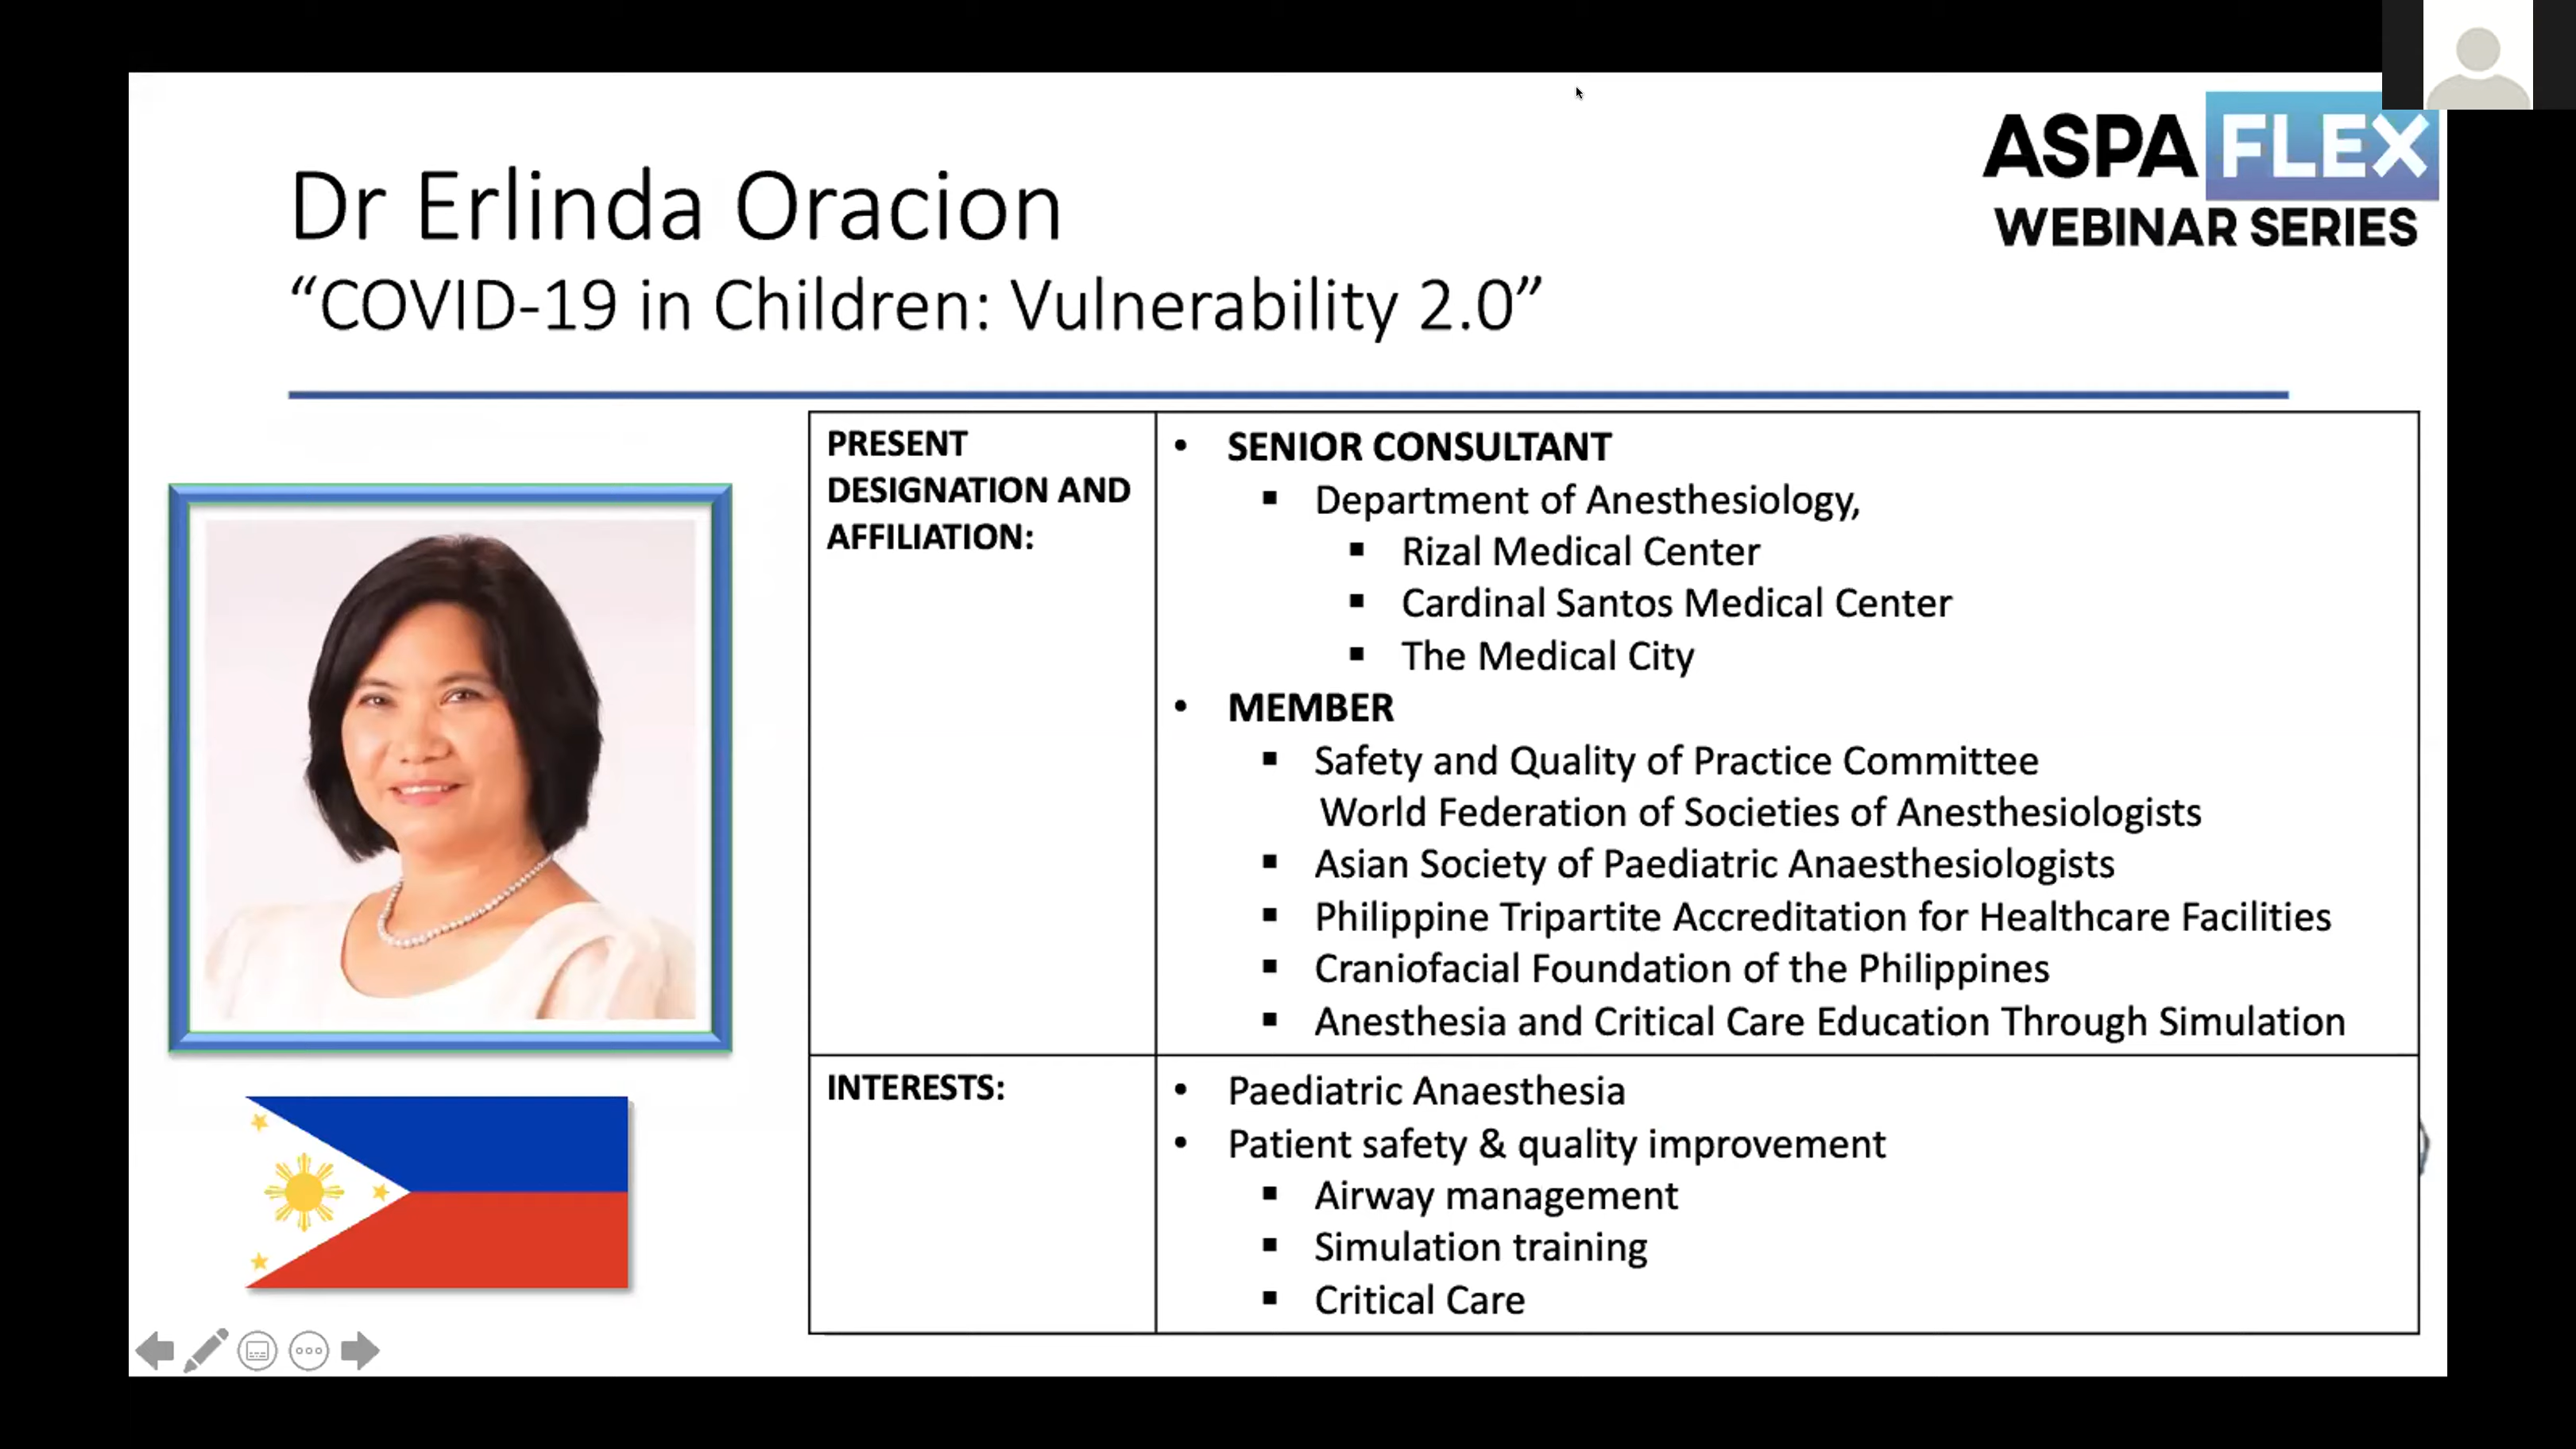 ASPA FLEX
WEBINAR SERIES
Dr Erlinda Oracion
“COVID-19 in Children: Vulnerability 2.0”
PRESENT
DESIGNATION AND
AFFILIATION:
• SENIOR CONSULTANT
▪ Department of Anesthesiology,
▪ Rizal Medical Center
▪ Cardinal Santos Medical Center
▪ The Medical City
• MEMBER
▪ Safety and Quality of Practice Committee
World Federation of Societies of Anesthesiologists
▪ Asian Society of Paediatric Anaesthesiologists
▪ Philippine Tripartite Accreditation for Healthcare Facilities
▪ Craniofacial Foundation of the Philippines
▪ Anesthesia and Critical Care Education Through Simulation
INTERESTS:
• Paediatric Anaesthesia
• Patient safety & quality improvement
▪ Airway management
▪ Simulation training
▪ Critical Care